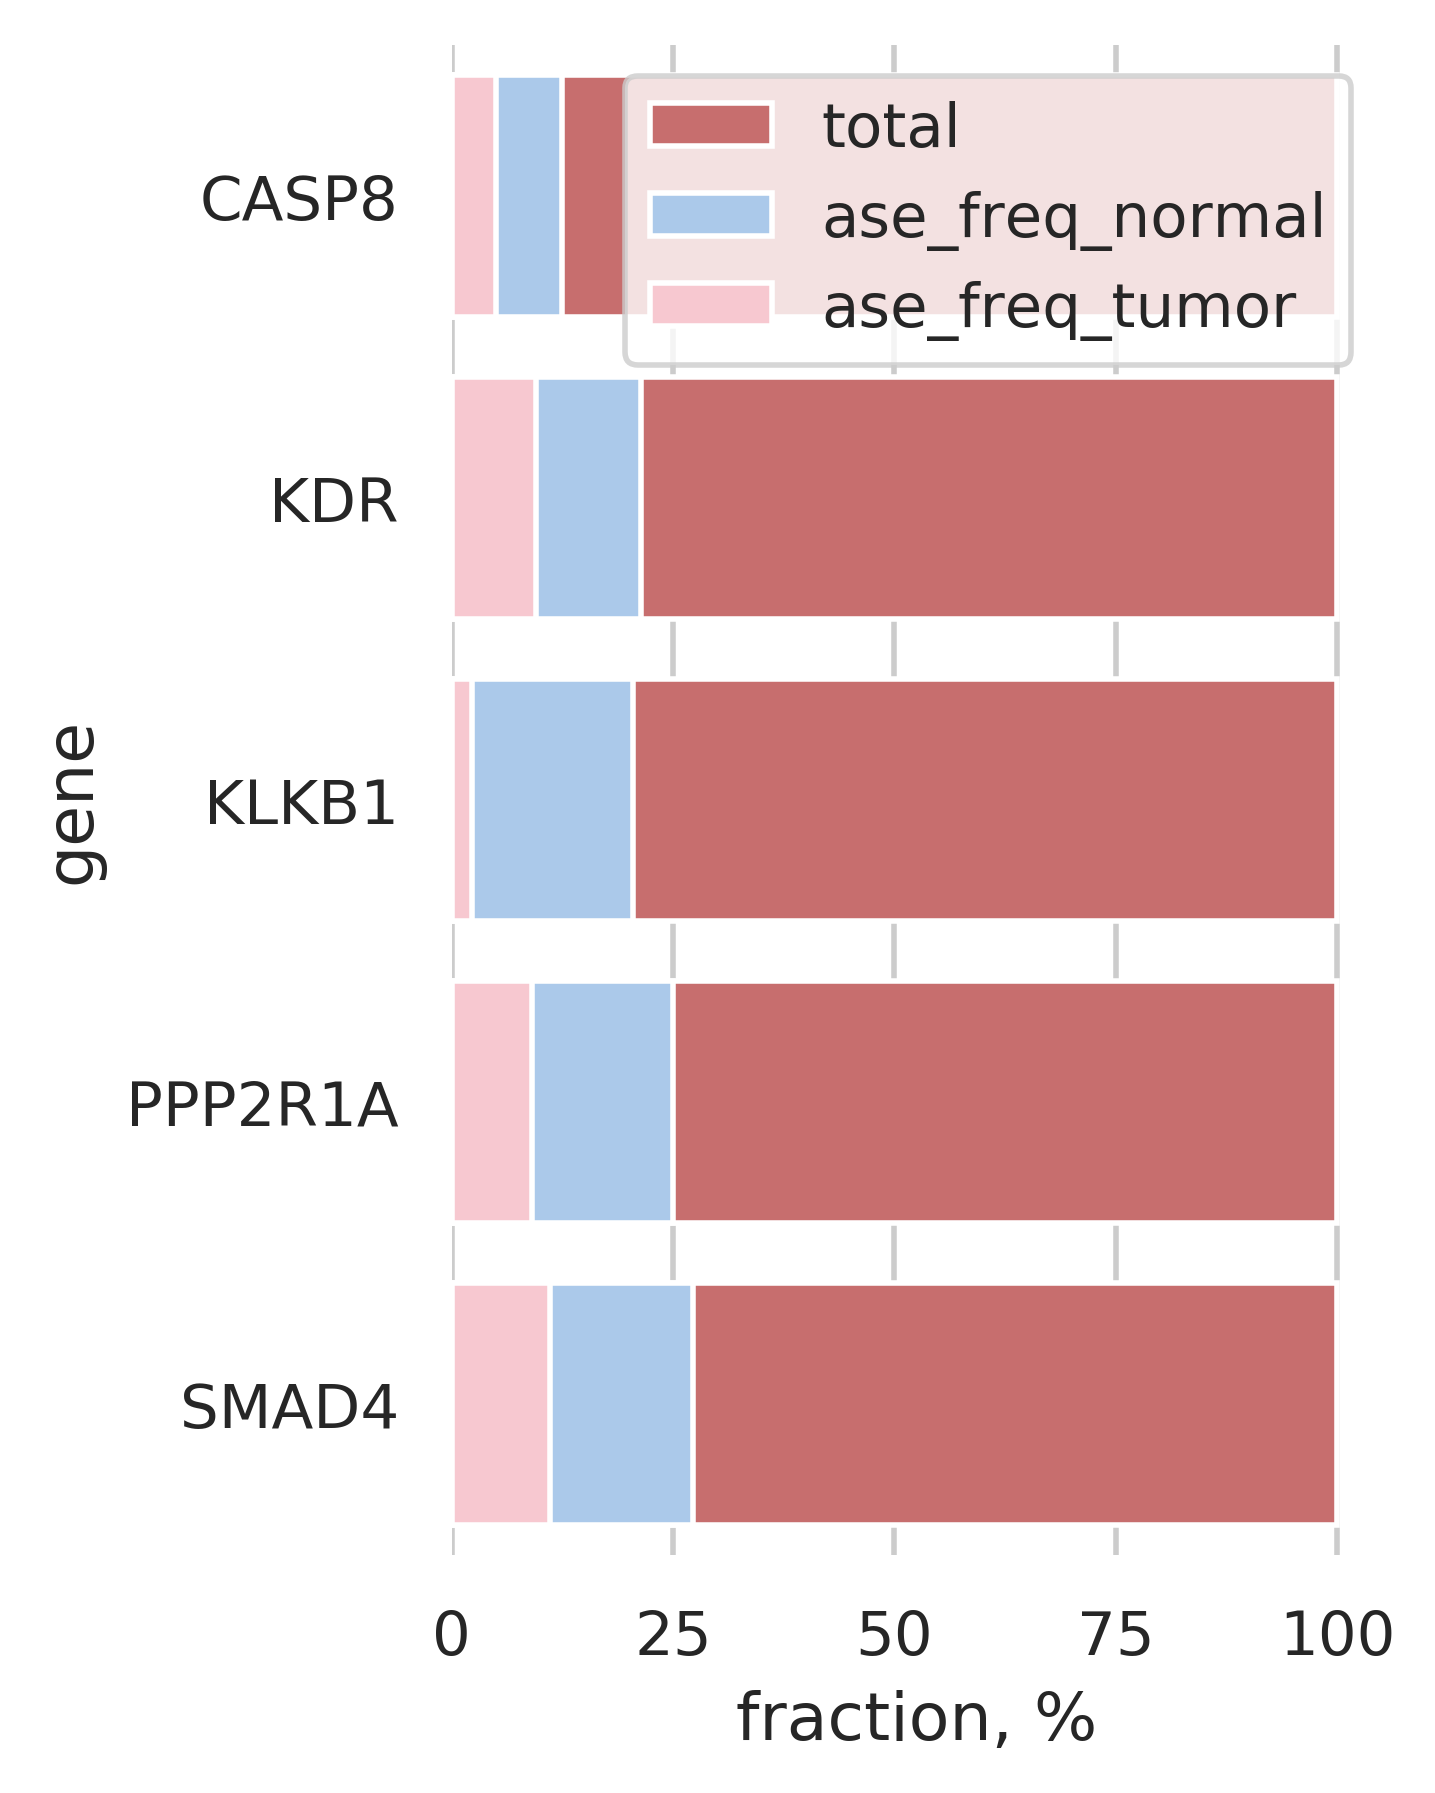 total
ase_freq_normal
ase_freq_tumor
CASP8
KDR
KLKB1
PPP2R1A
SMAD4
gene
0 25 50 75 100
fraction, %